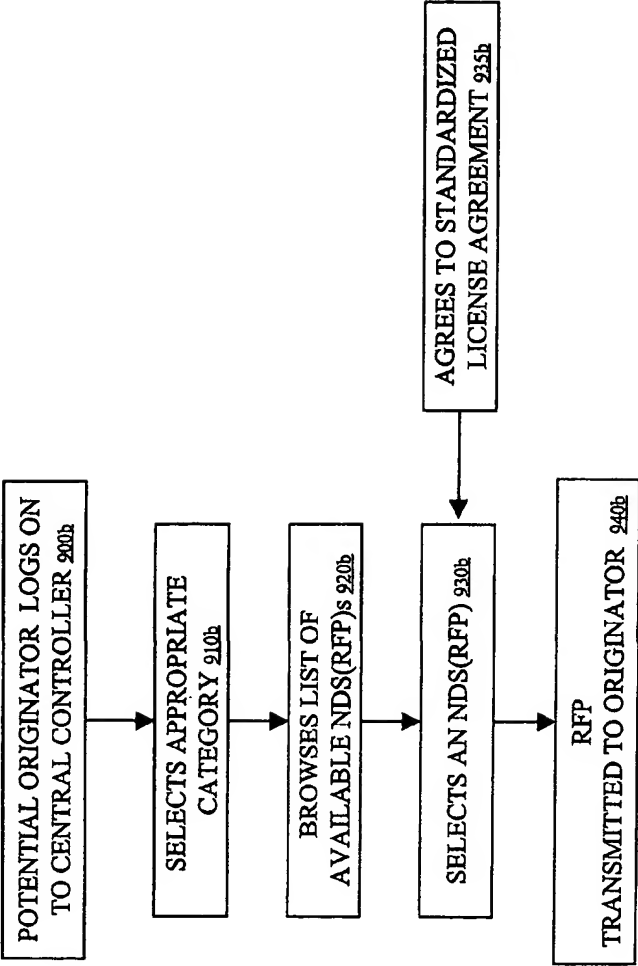 POTENTIAL ORIGINATOR LOGS ON
TO CENTRAL CONTROLLER 900b
SELECTS APPROPRIATE
CATEGORY 910b
BROWSES LIST OF
AVAILABLE NDS(RFP)s 920b
SELECTS AN NDS(RFP) 930b
AGREES TO STANDARDIZED
LICENSE AGREEMENT 935b
RFP
TRANSMITTED TO ORIGINATOR 940b